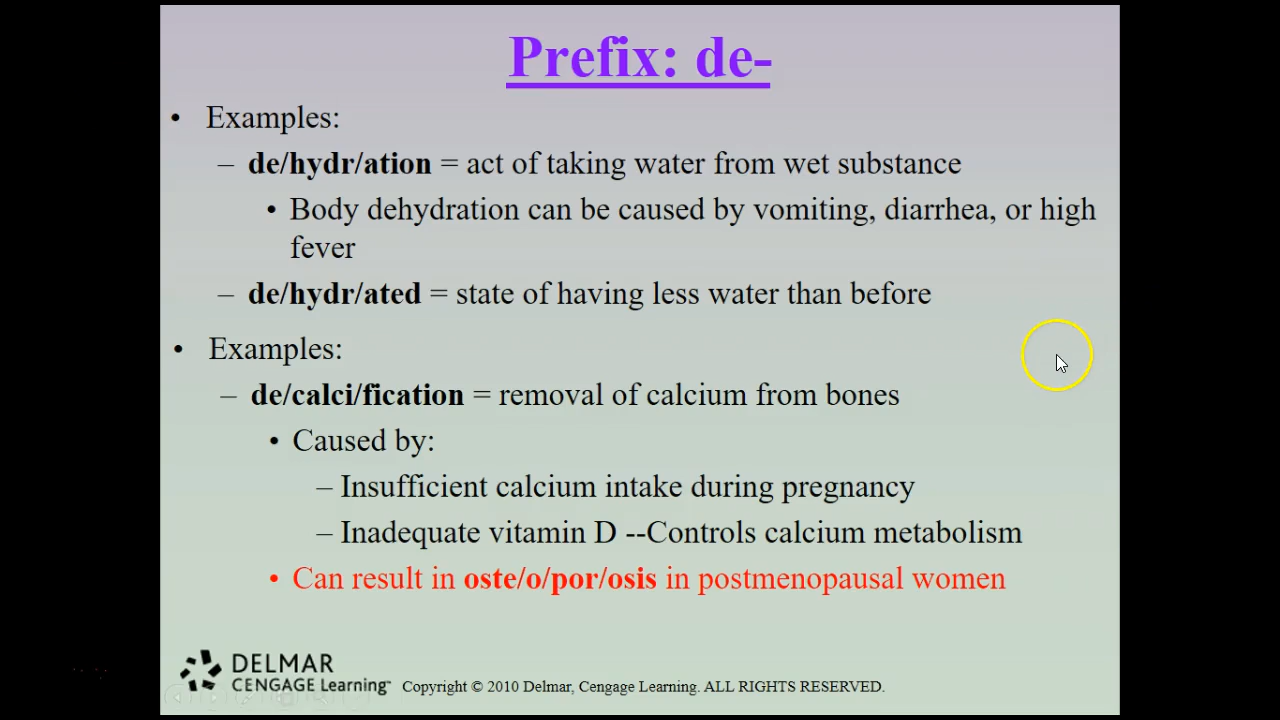 Prefix: de-
• Examples:
– de/hydr/ation = act of taking water from wet substance
• Body dehydration can be caused by vomiting, diarrhea, or high
fever
– de/hydr/ated = state of having less water than before
• Examples:
– de/calci/fication = removal of calcium from bones
• Caused by:
– Insufficient calcium intake during pregnancy
– Inadequate vitamin D --Controls calcium metabolism
• Can result in oste/o/por/osis in postmenopausal women
DELMAR
CENGAGE Learning™
Copyright © 2010 Delmar, Cengage Learning. ALL RIGHTS RESERVED.